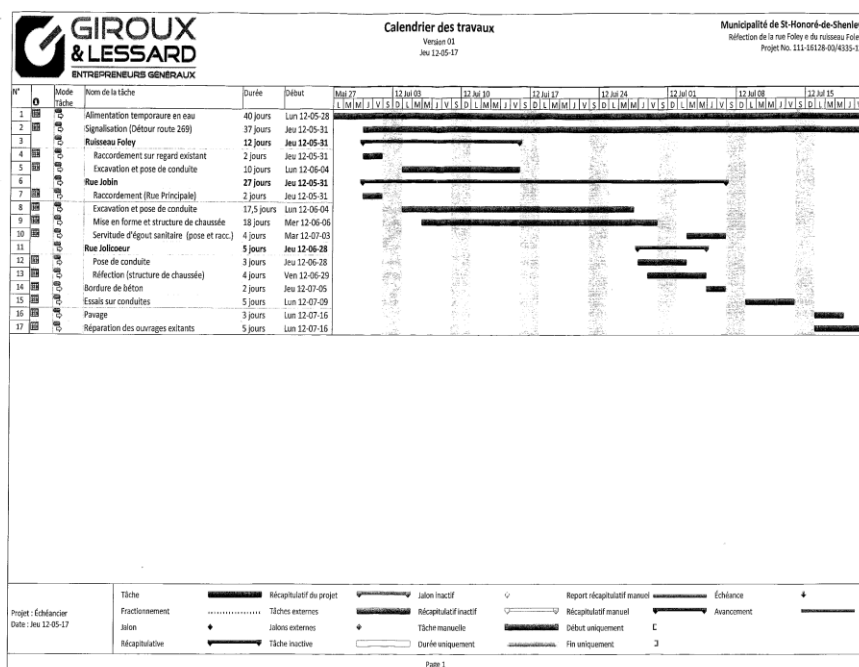 GIROUX
& LESSARD
ENTREPRENEURS GÉNÉRAUX
Calendrier des travaux
Version 01
Jeu 12-05-17
Municipalité de St-Honoré-de-Shenle
Réfection de la rue Foley e du ruisseau Fole
Projet No. 111-16128-00/4335-1
N° Mode Tâche Nom de la tâche Durée Début
Mai 27 12 Jui 03 12 Jui 10 12 Jui 17 12 Jui 24 12 Jul 01 12 Jul 08 12 Jul 15
L M M J V S D L M M J V S D L M M J V S D L M M J V S D L M M J V S D L M M J V S D L M M J V S D L M M J V
1 Alimentation temporaure en eau 40 jours Lun 12-05-28
2 Signalisation (Détour route 269) 37 jours Jeu 12-05-31
3 Ruisseau Foley 12 jours Jeu 12-05-31
4 Raccordement sur regard existant 2 jours Jeu 12-05-31
5 Excavation et pose de conduite 10 jours Lun 12-06-04
6 Rue Jobin 27 jours Jeu 12-05-31
7 Raccordement (Rue Principale) 2 jours Jeu 12-05-31
8 Excavation et pose de conduite 17,5 jours Lun 12-06-04
9 Mise en forme et structure de chaussée 18 jours Mer 12-06-06
10 Servitude d'égout sanitaire (pose et racc.) 4 jours Mar 12-07-03
11 Rue Jolicoeur 5 jours Jeu 12-06-28
12 Pose de conduite 3 jours Jeu 12-06-28
13 Réfection (structure de chaussée) 4 jours Ven 12-06-29
14 Bordure de béton 2 jours Jeu 12-07-05
15 Essais sur conduites 5 jours Lun 12-07-09
16 Pavage 3 jours Lun 12-07-16
17 Réparation des ouvrages exitants 5 jours Lun 12-07-16
Projet : Échéancier
Date : Jeu 12-05-17
Tâche Récapitulatif du projet Jalon inactif Report récapitulatif manuel Échéance
Fractionnement Tâches externes Récapitulatif inactif Récapitulatif manuel Avancement
Jalon Jalons externes Tâche manuelle Début uniquement
Récapitulative Tâche inactive Durée uniquement Fin uniquement
Page 1